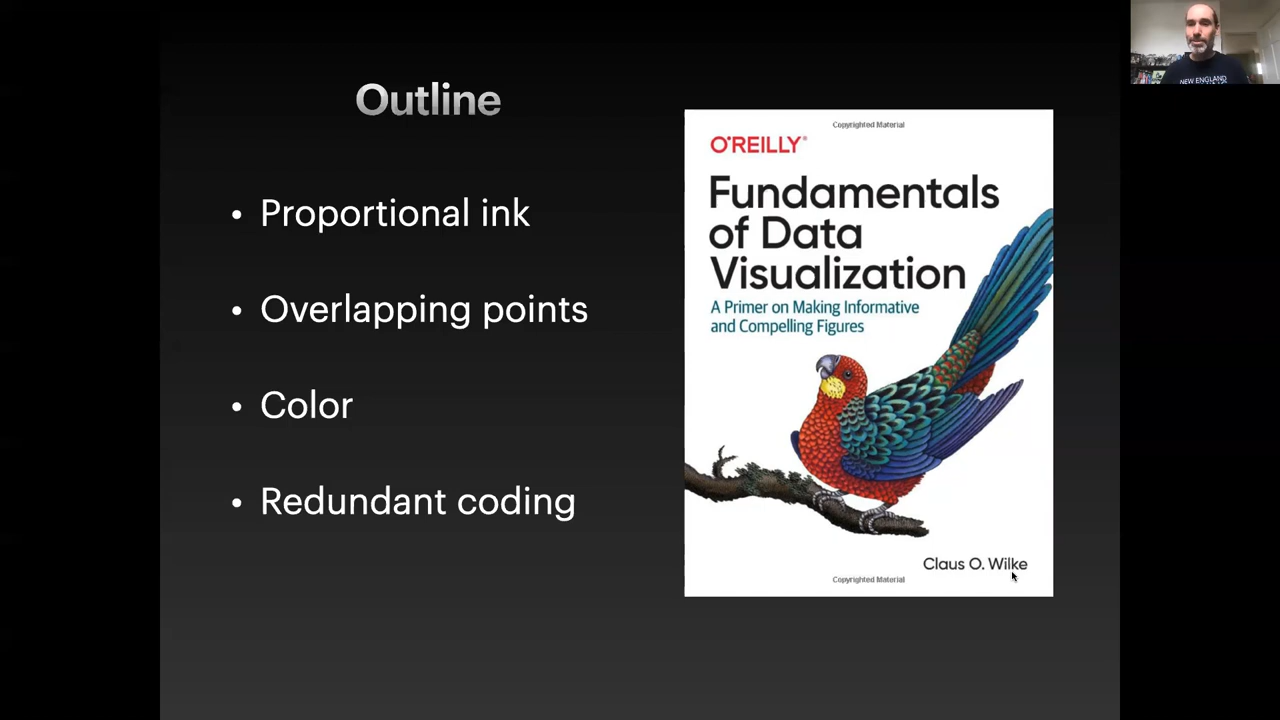 Outline
• Proportional ink
• Overlapping points
• Color
• Redundant coding
Copyrighted Material
O'REILLY®
Fundamentals
of Data
Visualization
A Primer on Making Informative
and Compelling Figures
Claus O. Wilke
Copyrighted Material
NEW ENGLAND